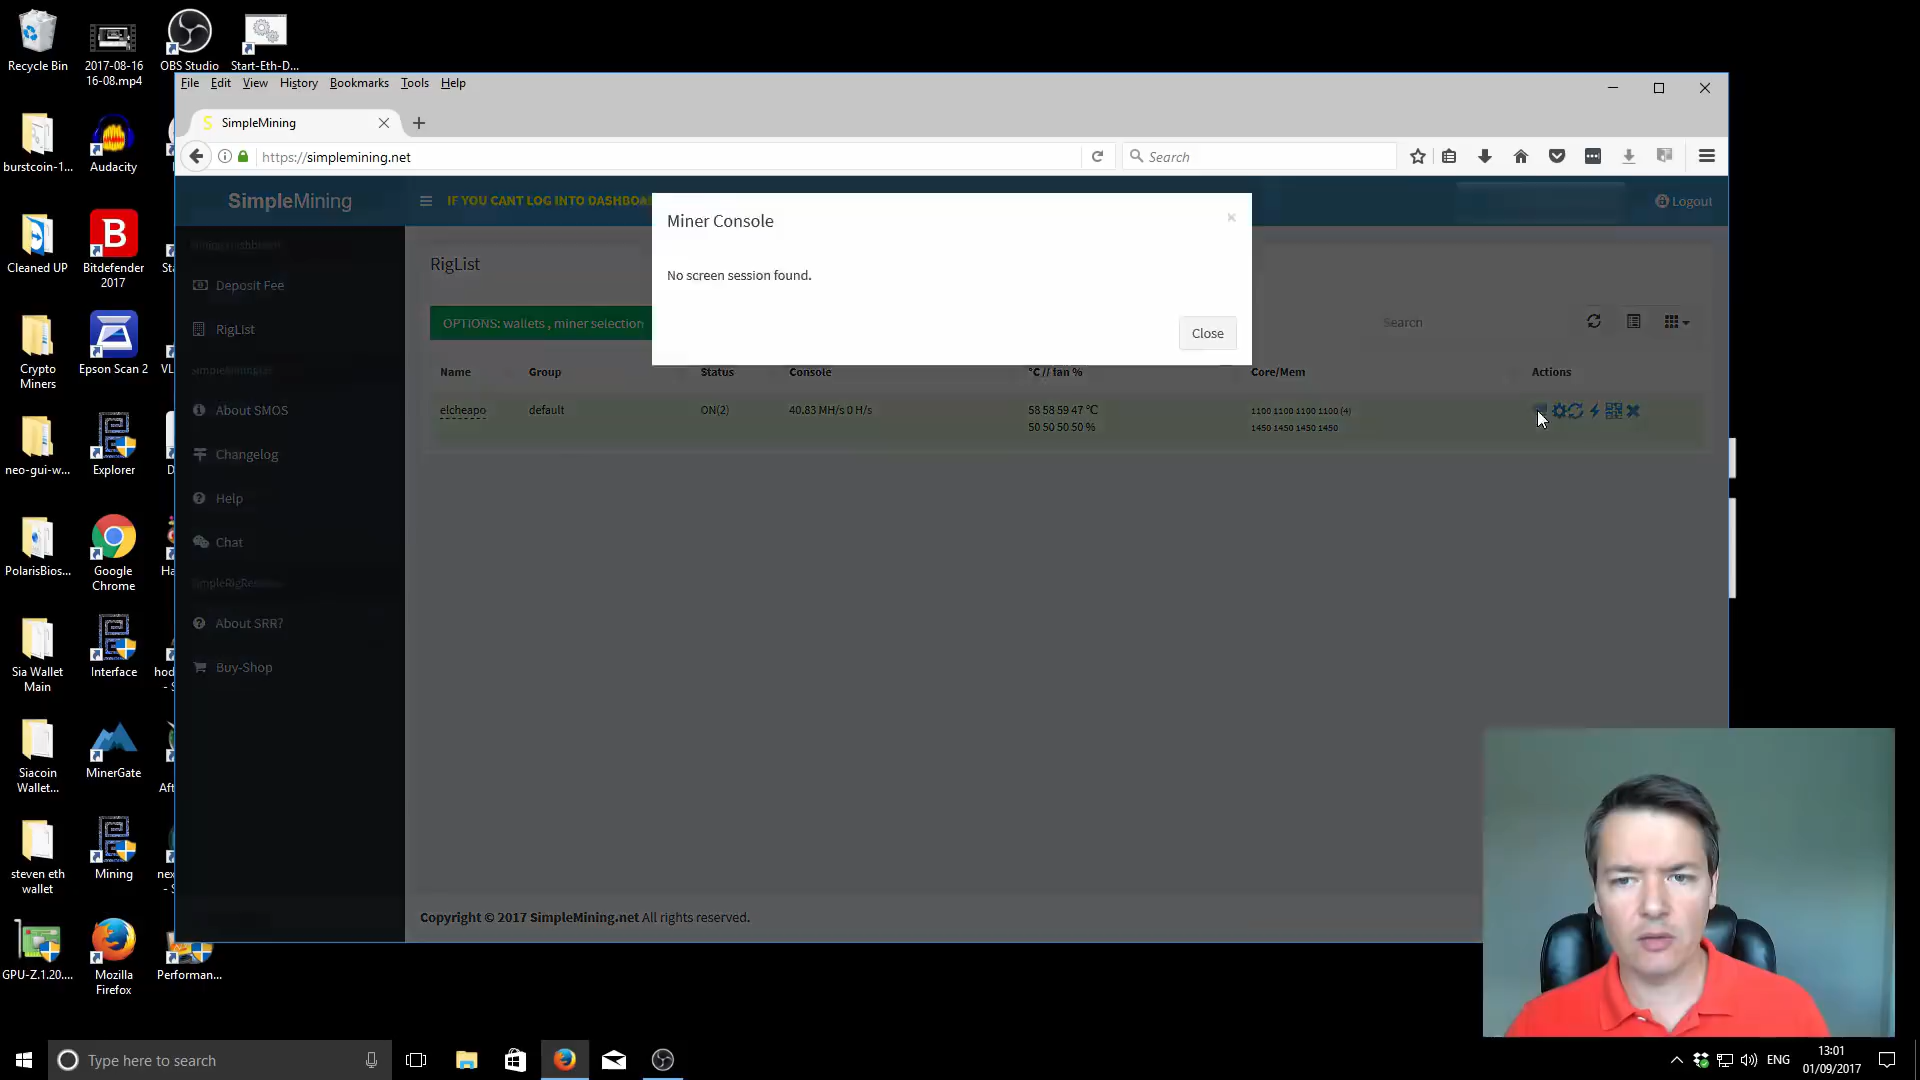 Recycle Bin
2017-08-16 16-08.mp4
OBS Studio
Start-Eth-D...
File Edit View History Bookmarks Tools Help
SimpleMining
https://simplemining.net
Search
SimpleMining
IF YOU CANT LOG INTO DASHBOA
Logout
Miner Console
×
No screen session found.
Close
RigList
OPTIONS: wallets , miner selection
Search
Name Group Status Console °C // fan % Core/Mem Actions
elcheapo default ON(2) 40.83 MH/s 0 H/s 58 58 59 47 °C 1100 1100 1100 1100 (4)
50 50 50 50 % 1450 1450 1450 1450
Deposit Fee
RigList
About SMOS
Changelog
Help
Chat
About SRR?
Buy-Shop
Copyright © 2017 SimpleMining.net All rights reserved.
burstcoin-1...
Audacity
Cleaned UP
Bitdefender 2017
Sta
Crypto Miners
Epson Scan 2
VL
neo-gui-w...
Explorer
D
PolarisBios...
Google Chrome
Ha
Sia Wallet Main
Interface
hod
- S
Siacoin Wallet...
MinerGate
Aft
steven eth wallet
Mining
nex
- S
GPU-Z.1.20....
Mozilla Firefox
Performan...
Type here to search
ENG
13:01
01/09/2017